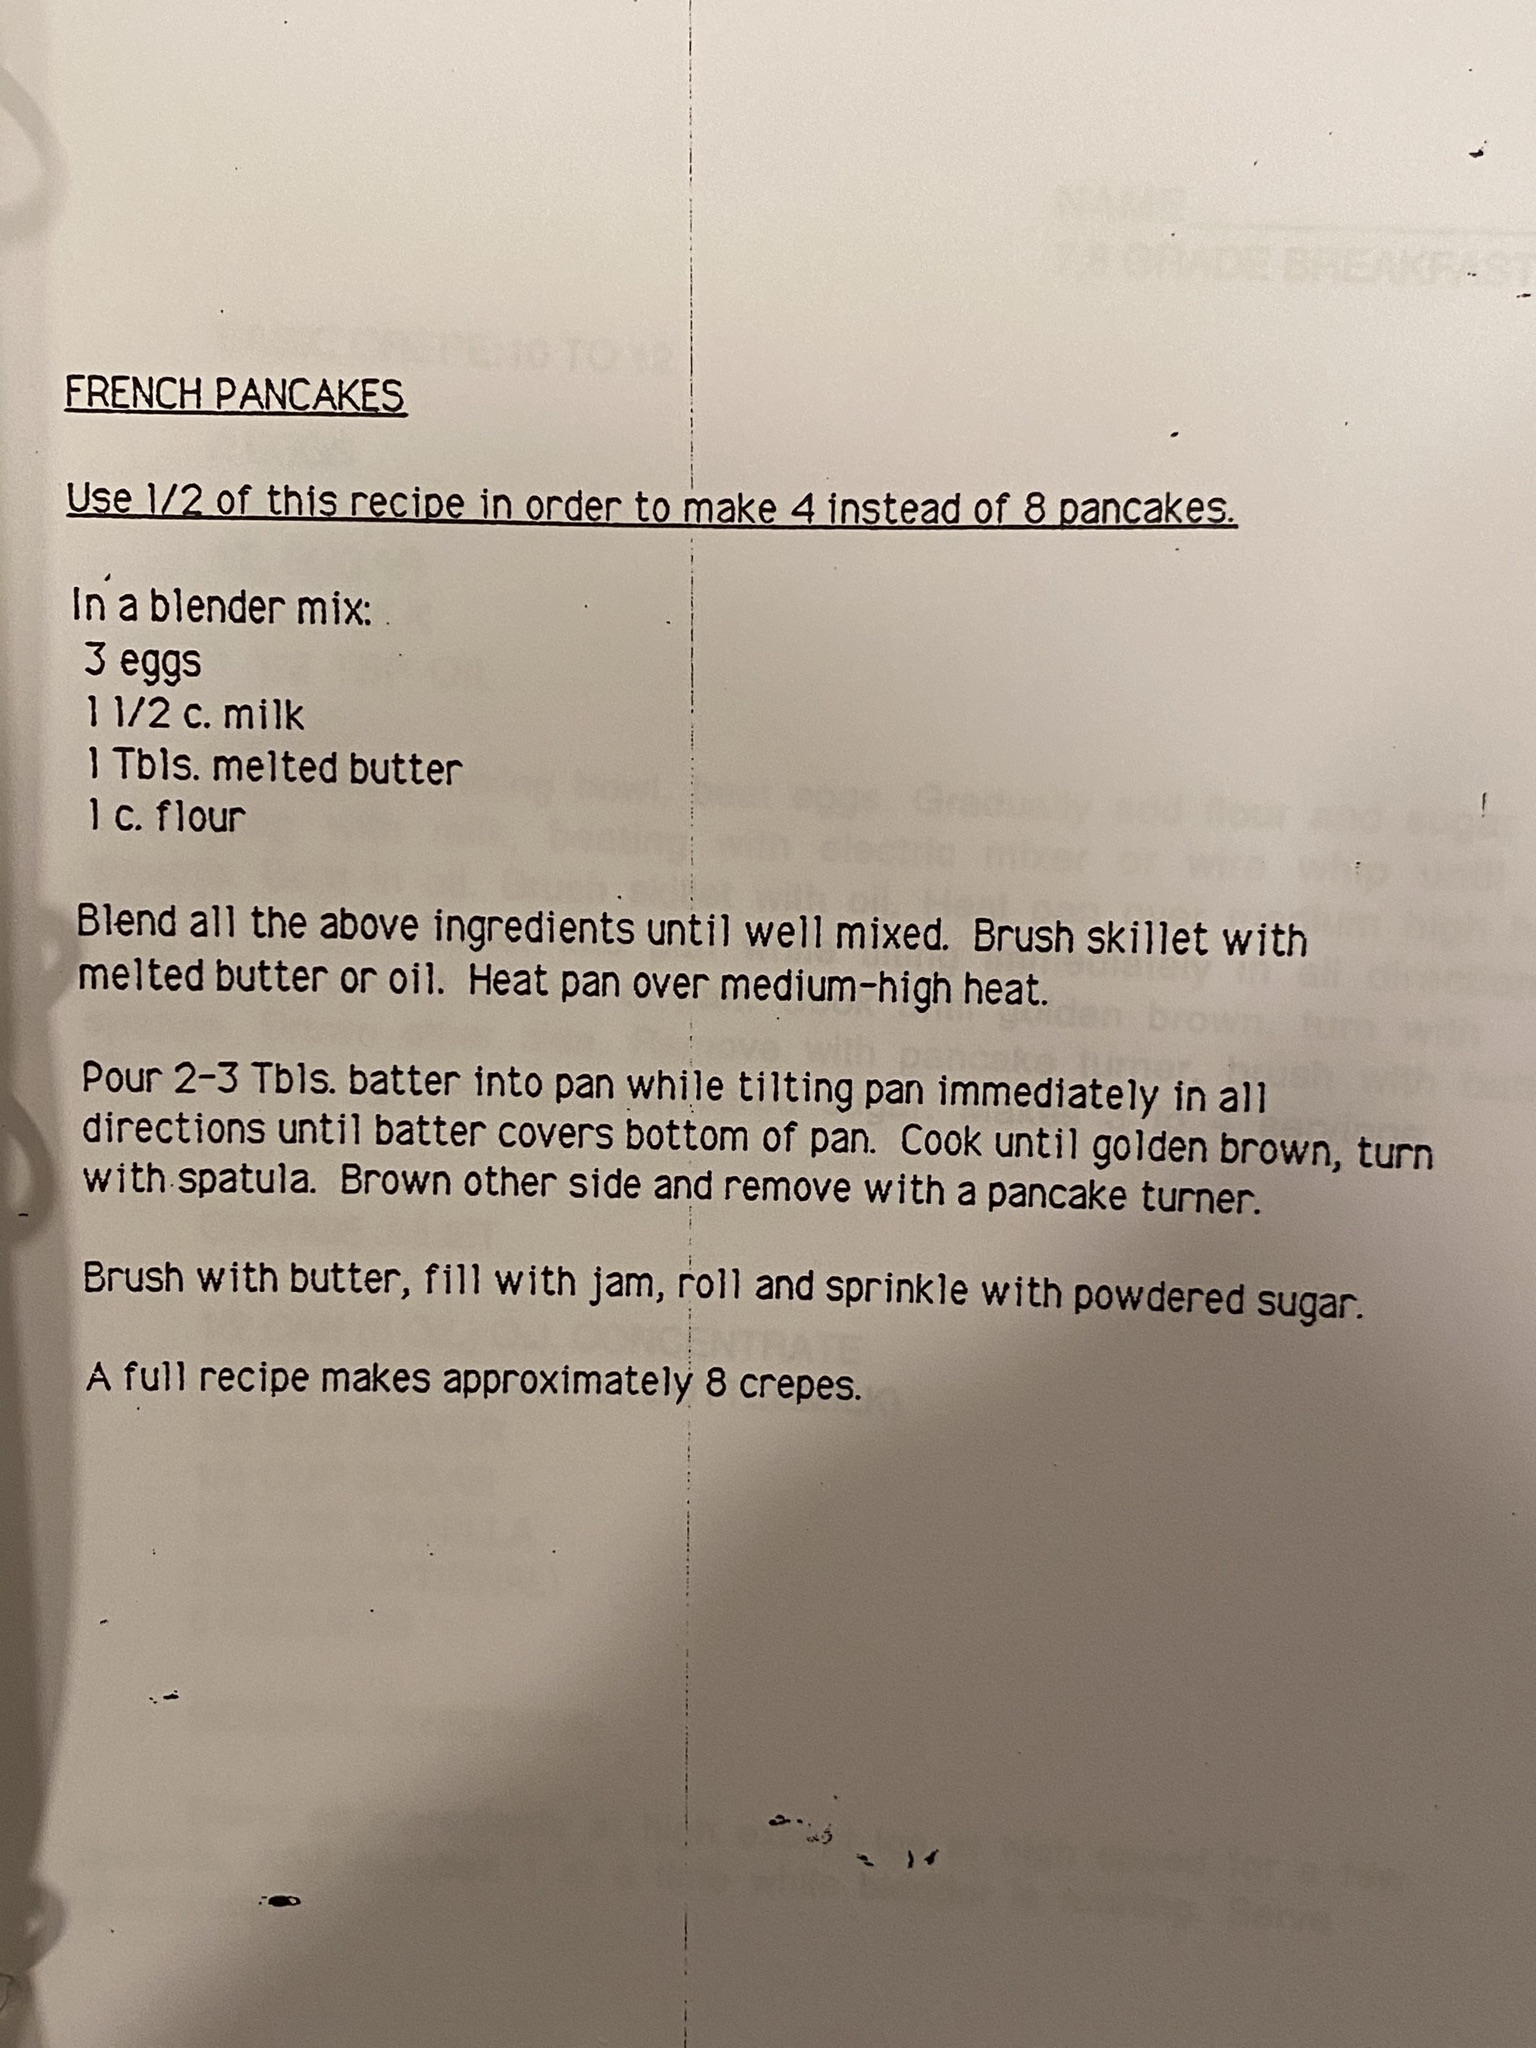 NAME
7,8 GRADE BREAKFAST
FRENCH PANCAKES
Use 1/2 of this recipe in order to make 4 instead of 8 pancakes.
In a blender mix:
3 eggs
1 1/2 c. milk
1 Tbls. melted butter
1 c. flour
Blend all the above ingredients until well mixed. Brush skillet with
melted butter or oil. Heat pan over medium-high heat.
Pour 2-3 Tbls. batter into pan while tilting pan immediately in all
directions until batter covers bottom of pan. Cook until golden brown, turn
with spatula. Brown other side and remove with a pancake turner.
Brush with butter, fill with jam, roll and sprinkle with powdered sugar.
A full recipe makes approximately 8 crepes.